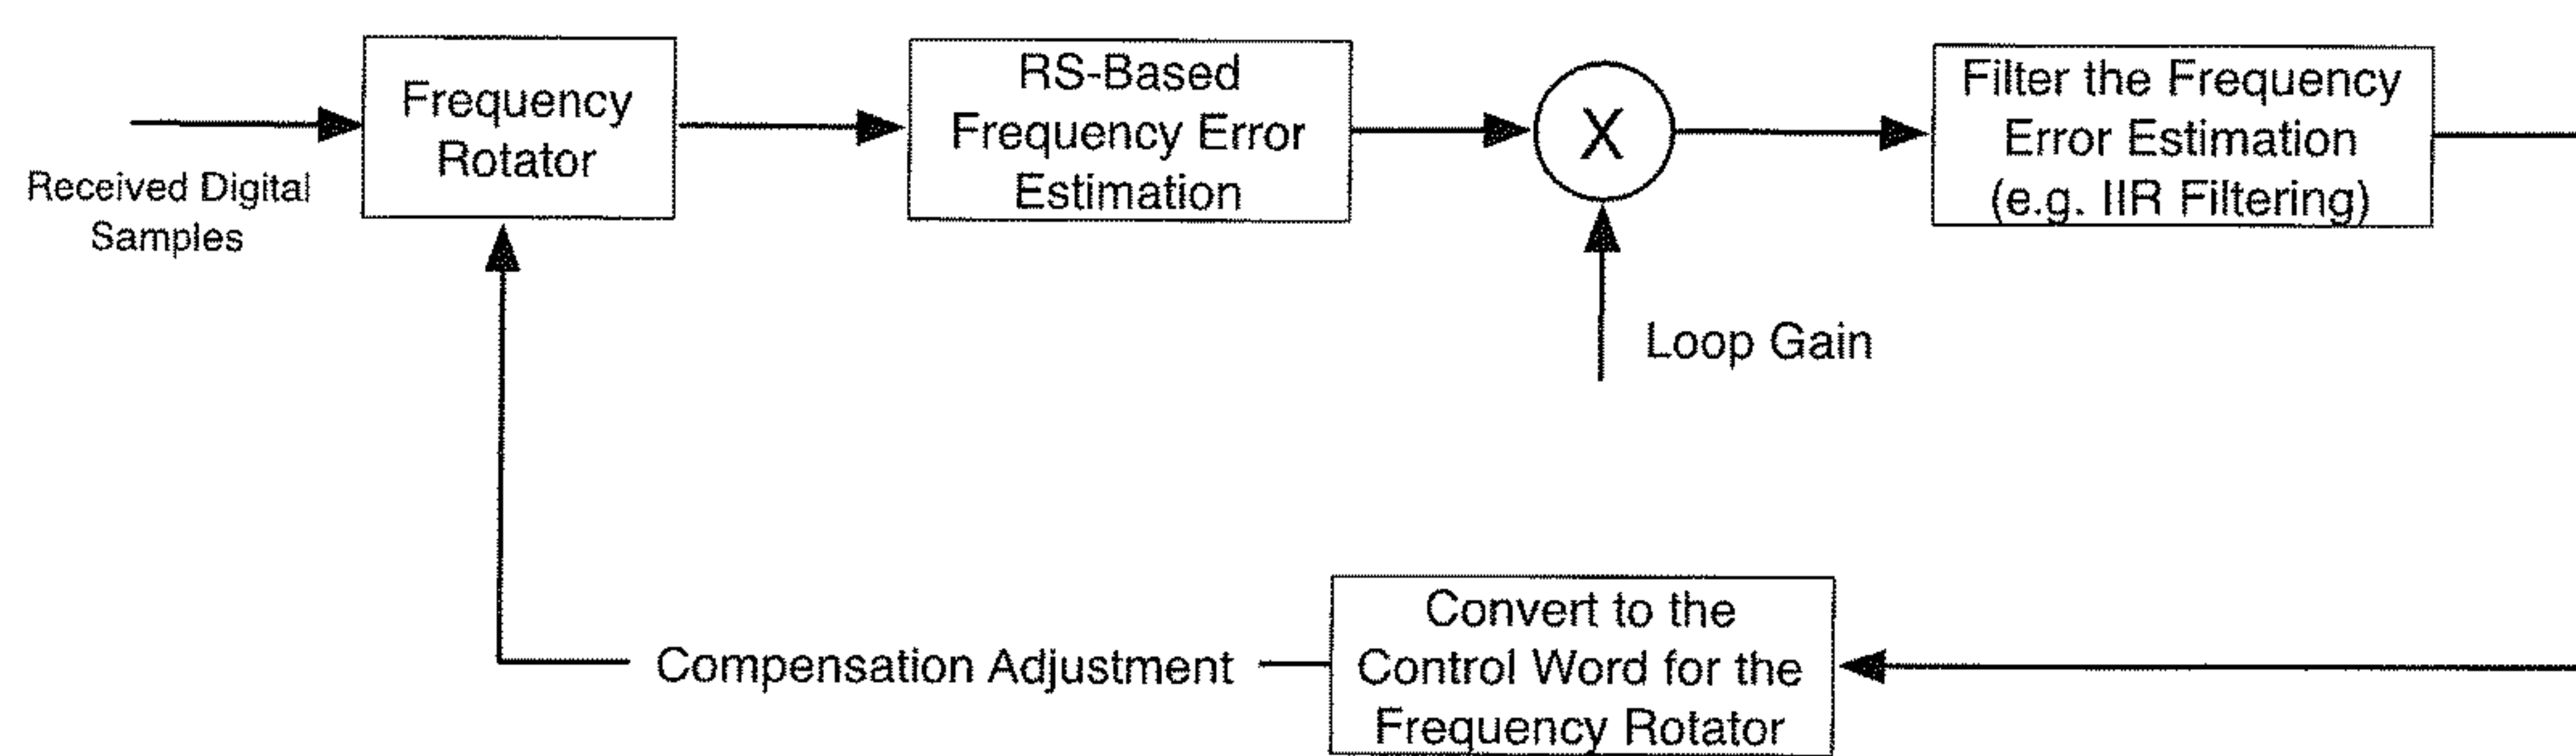 Frequency
Rotator
Received Digital
Samples
RS-Based
Frequency Error
Estimation
X
Loop Gain
Filter the Frequency
Error Estimation
(e.g. IIR Filtering)
Convert to the
Control Word for the
Frequency Rotator
Compensation Adjustment